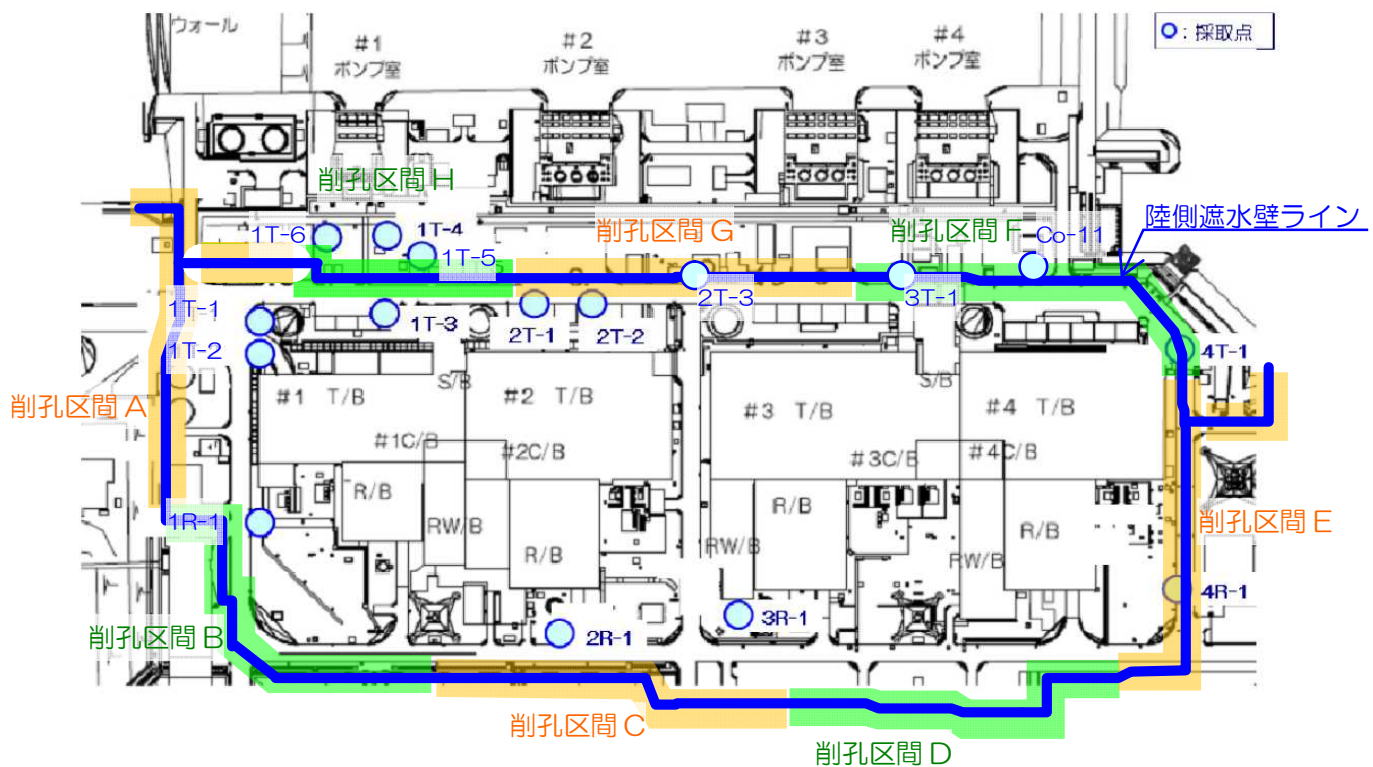 ウォール
#1
ポンプ室
#2
ポンプ室
#3
ポンプ室
#4
ポンプ室
○：採取点
削孔区間 H
1T-6
1T-4
1T-5
削孔区間 G
削孔区間 F
Co-11
陸側遮水壁ライン
1T-1
1T-3
2T-1
2T-2
2T-3
3T-1
1T-2
4T-1
削孔区間 A
S/B
S/B
#1 T/B
#2 T/B
#3 T/B
#4 T/B
#1C/B
#2C/B
#3C/B
#4C/B
R/B
R/B
1R-1
RW/B
R/B
RW/B
RW/B
R/B
削孔区間 E
削孔区間 B
2R-1
3R-1
4R-1
削孔区間 C
削孔区間 D